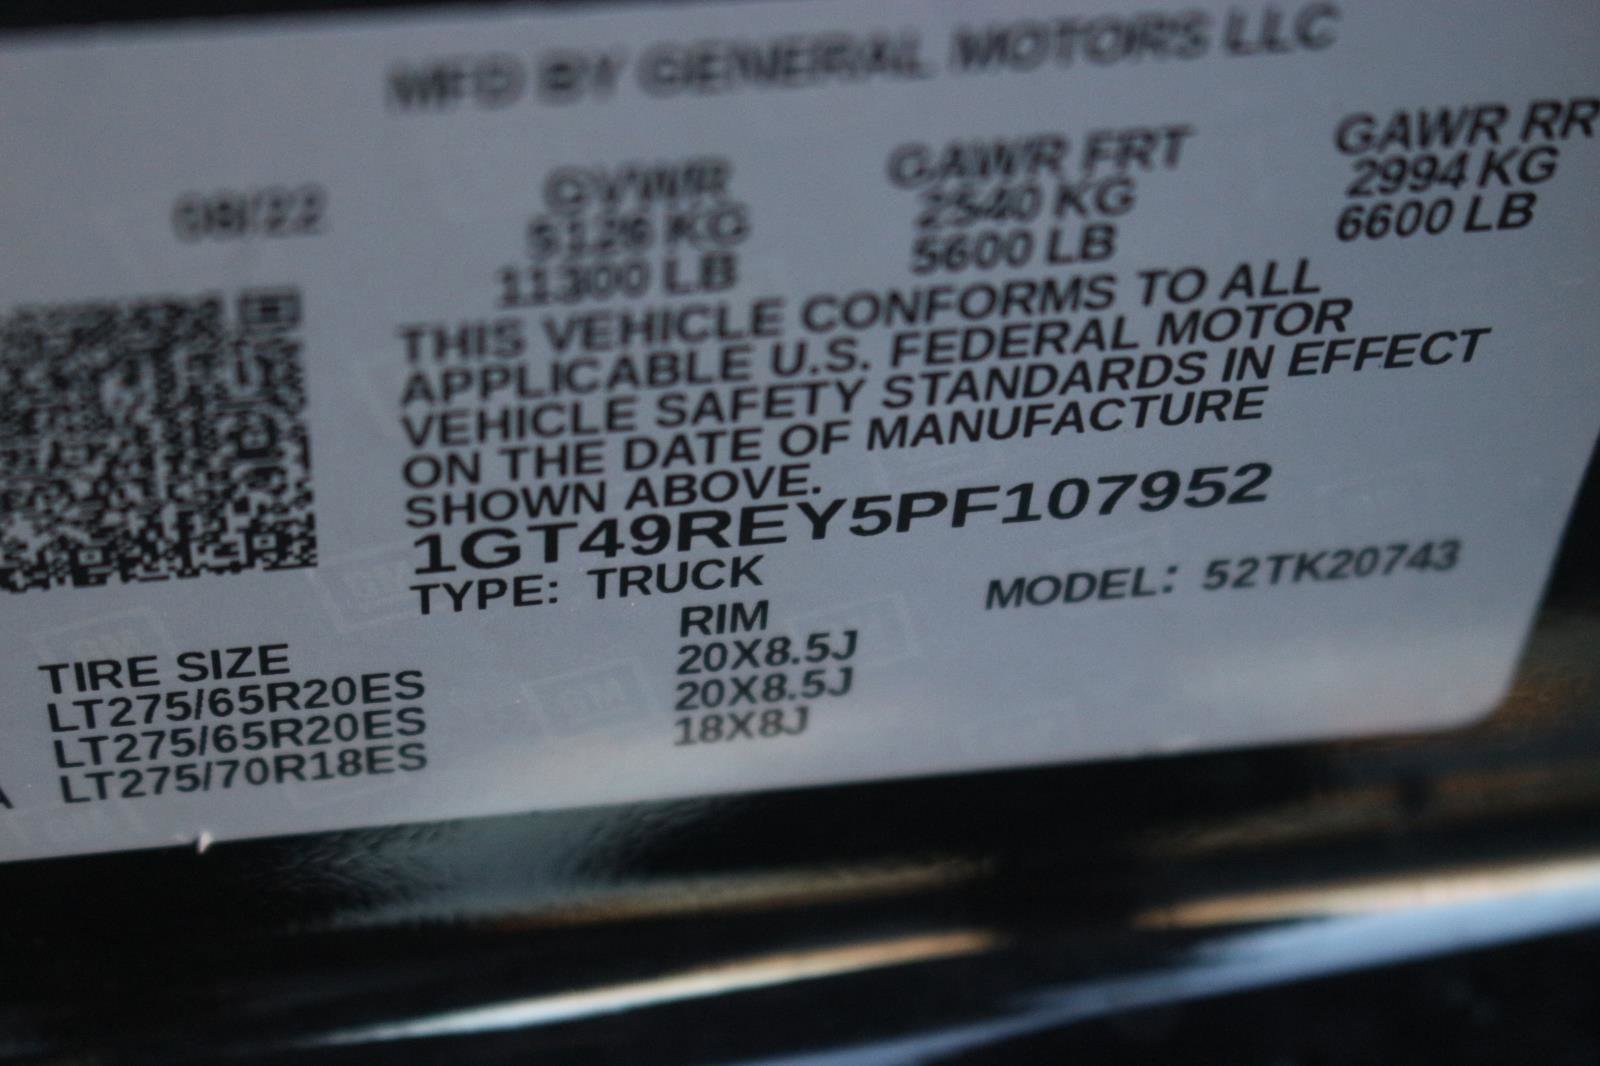 MFD BY GENERAL MOTORS LLC
08/22 GVWR GAWR FRT GAWR RR
5126 KG 2540 KG 2994 KG
11300 LB 5600 LB 6600 LB
THIS VEHICLE CONFORMS TO ALL
APPLICABLE U.S. FEDERAL MOTOR
VEHICLE SAFETY STANDARDS IN EFFECT
ON THE DATE OF MANUFACTURE
SHOWN ABOVE.
1GT49REY5PF107952
TYPE: TRUCK MODEL: 52TK20743
TIRE SIZE RIM
LT275/65R20ES 20X8.5J
LT275/65R20ES 20X8.5J
LT275/70R18ES 18X8J